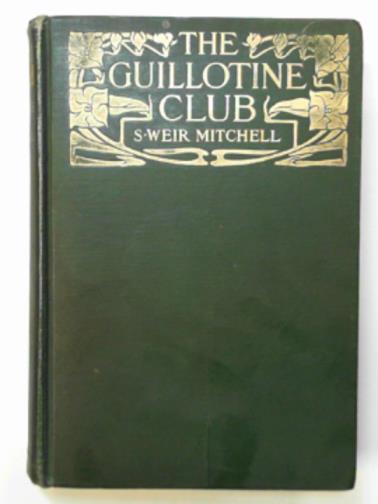 THE
GUILLOTINE
CLUB
S·WEIR MITCHELL